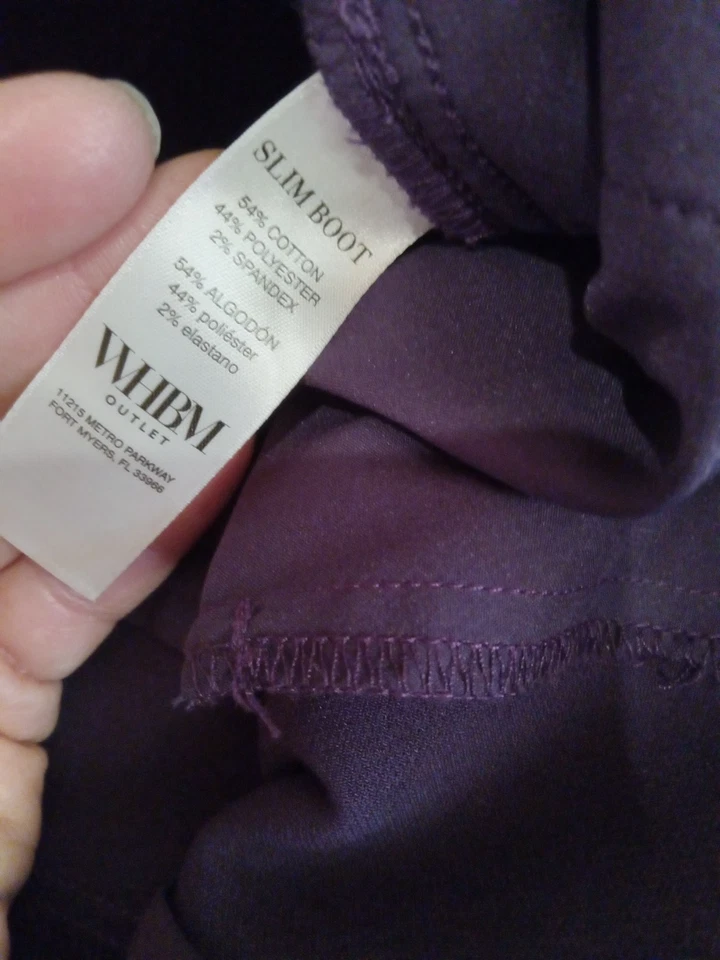 SLIM BOOT
54% COTTON
44% POLYESTER
2% SPANDEX
54% ALGODÓN
44% poliéster
2% elastano
WHBM
OUTLET
11215 METRO PARKWAY
FORT MYERS, FL 33966